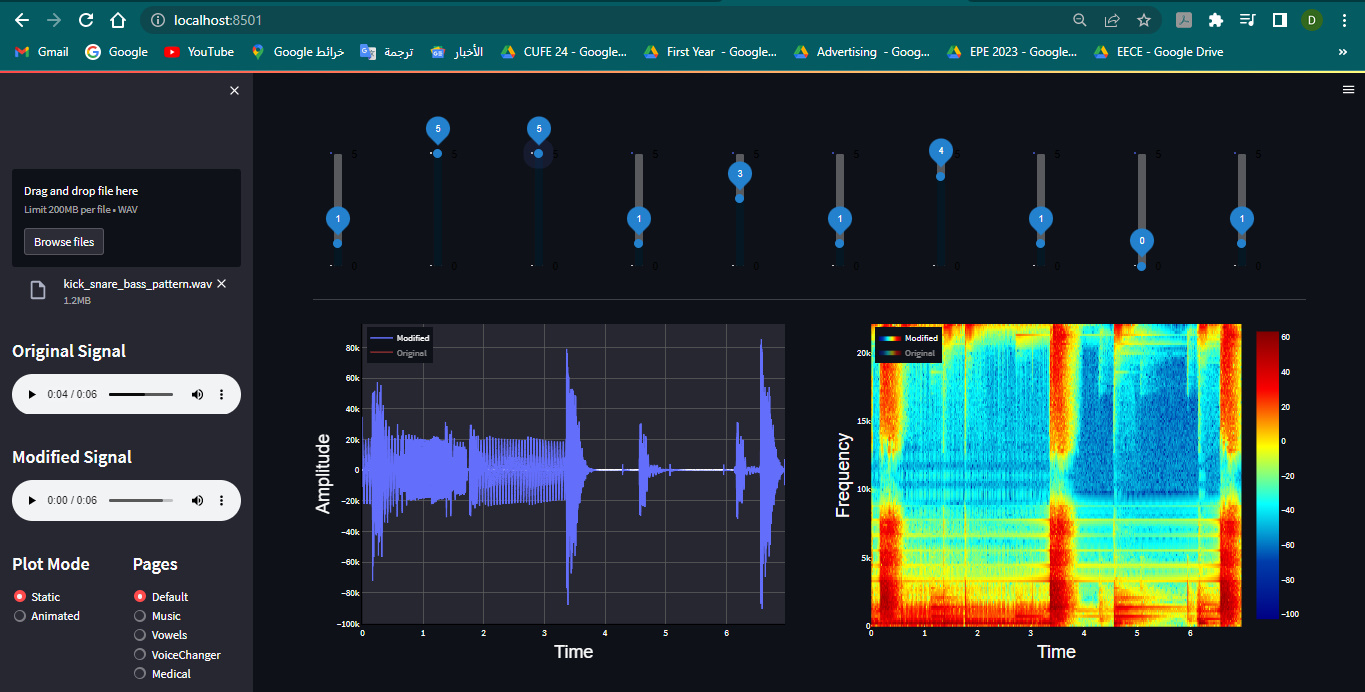 localhost:8501
D
Gmail Google YouTube خرائط Google ترجمة الأخبار CUFE 24 - Google... First Year - Google... Advertising - Goog... EPE 2023 - Google... EECE - Google Drive »
Drag and drop file here
Limit 200MB per file • WAV
Browse files
kick_snare_bass_pattern.wav
1.2MB
Original Signal
0:04 / 0:06
Modified Signal
0:00 / 0:06
Plot Mode
Static
Animated
Pages
Default
Music
Vowels
VoiceChanger
Medical
5 5 4
5 5 5 5 5 5 5 5 5 5
3
1 1 1 1 1
0
0 0 0 0 0 0 0 0 0 0
Modified
Original
80k
60k
40k
20k
0
−20k
−40k
−60k
−80k
−100k
Amplitude
0 1 2 3 4 5 6
Time
Modified
Original
20k
15k
10k
5k
0
Frequency
0 1 2 3 4 5 6
Time
60
40
20
0
−20
−40
−60
−80
−100